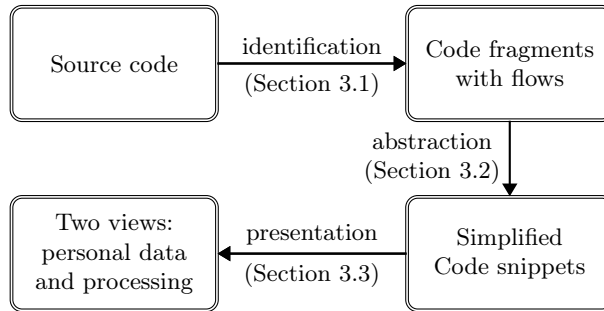 Source code
identification
(Section 3.1)
Code fragments
with flows
abstraction
(Section 3.2)
Simplified
Code snippets
presentation
(Section 3.3)
Two views:
personal data
and processing